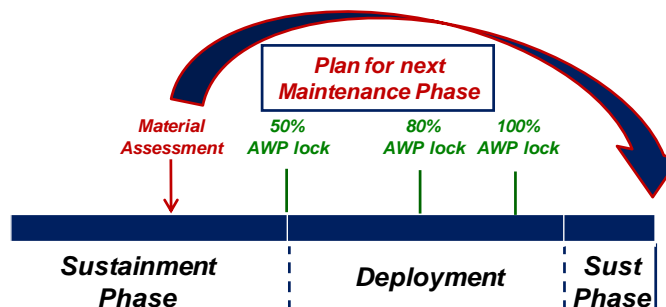 Plan for next
Maintenance Phase
Material
Assessment
50%
AWP lock
80%
AWP lock
100%
AWP lock
Sustainment
Phase
Deployment
Sust
Phase